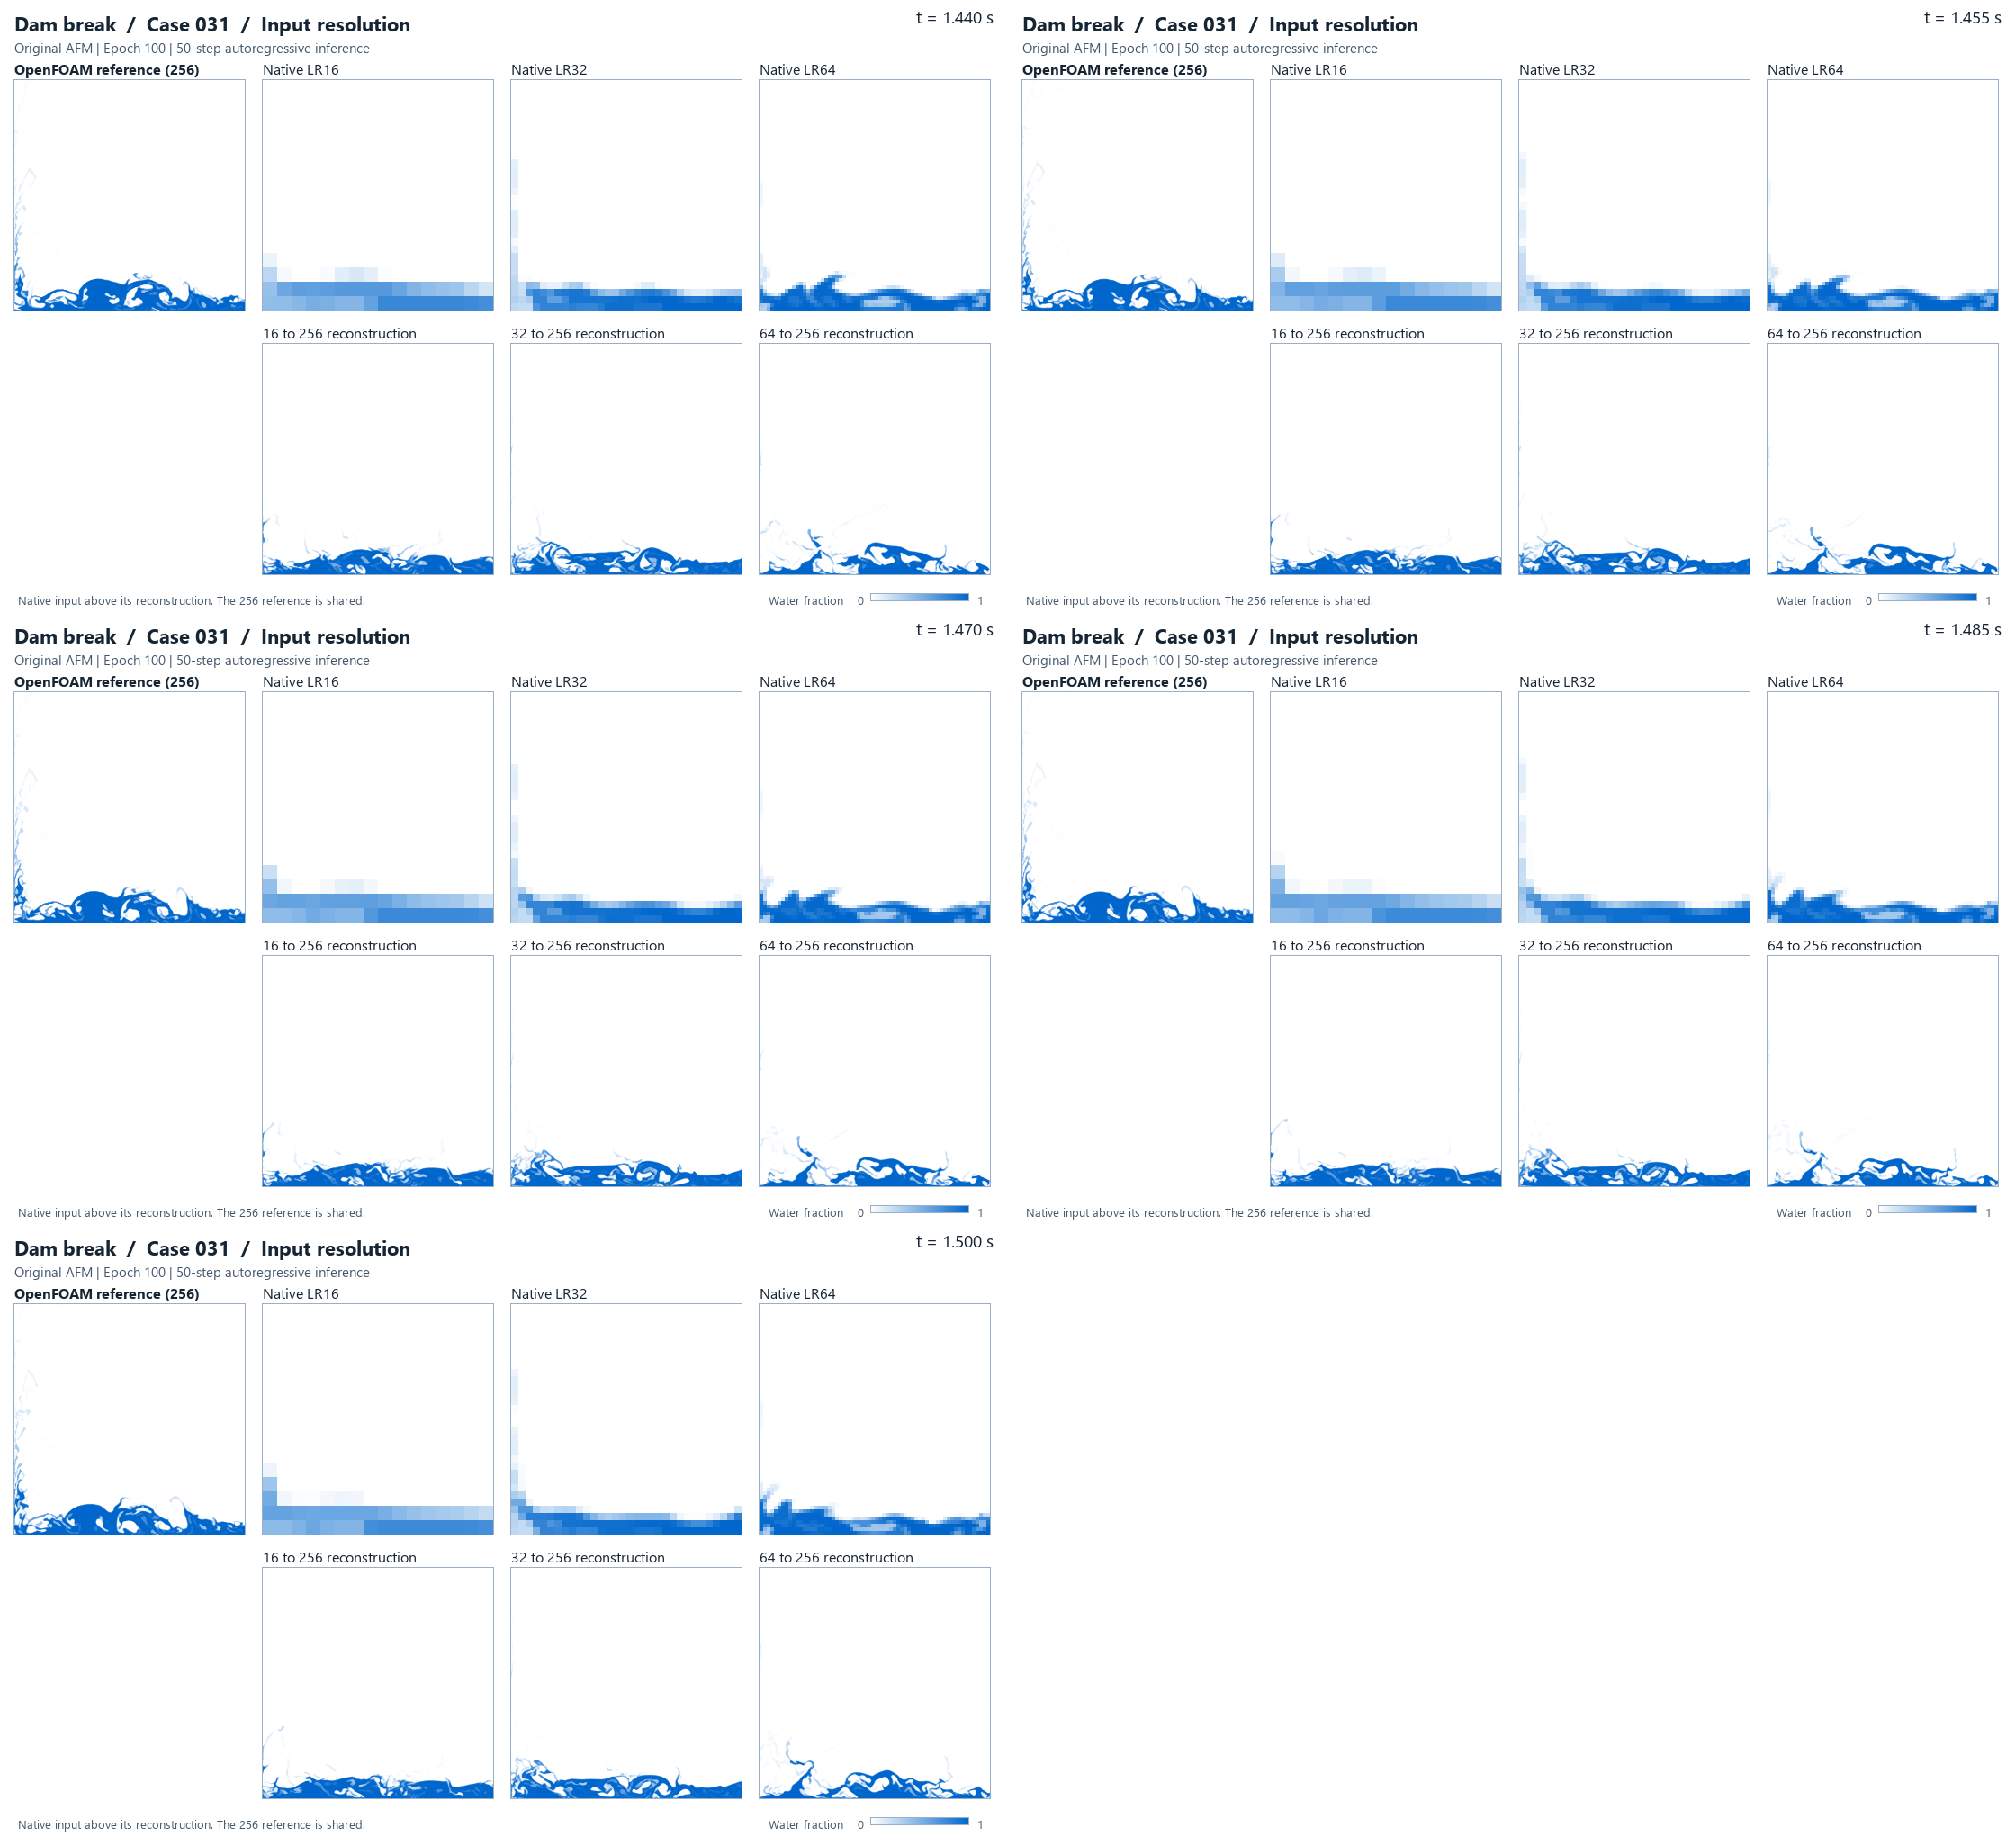 Dam break / Case 031 / Input resolution
t = 1.440 s
Original AFM | Epoch 100 | 50-step autoregressive inference
OpenFOAM reference (256)
Native LR16
Native LR32
Native LR64
16 to 256 reconstruction
32 to 256 reconstruction
64 to 256 reconstruction
Native input above its reconstruction. The 256 reference is shared.
Water fraction 0 1
Dam break / Case 031 / Input resolution
t = 1.455 s
Original AFM | Epoch 100 | 50-step autoregressive inference
OpenFOAM reference (256)
Native LR16
Native LR32
Native LR64
16 to 256 reconstruction
32 to 256 reconstruction
64 to 256 reconstruction
Native input above its reconstruction. The 256 reference is shared.
Water fraction 0 1
Dam break / Case 031 / Input resolution
t = 1.470 s
Original AFM | Epoch 100 | 50-step autoregressive inference
OpenFOAM reference (256)
Native LR16
Native LR32
Native LR64
16 to 256 reconstruction
32 to 256 reconstruction
64 to 256 reconstruction
Native input above its reconstruction. The 256 reference is shared.
Water fraction 0 1
Dam break / Case 031 / Input resolution
t = 1.485 s
Original AFM | Epoch 100 | 50-step autoregressive inference
OpenFOAM reference (256)
Native LR16
Native LR32
Native LR64
16 to 256 reconstruction
32 to 256 reconstruction
64 to 256 reconstruction
Native input above its reconstruction. The 256 reference is shared.
Water fraction 0 1
Dam break / Case 031 / Input resolution
t = 1.500 s
Original AFM | Epoch 100 | 50-step autoregressive inference
OpenFOAM reference (256)
Native LR16
Native LR32
Native LR64
16 to 256 reconstruction
32 to 256 reconstruction
64 to 256 reconstruction
Native input above its reconstruction. The 256 reference is shared.
Water fraction 0 1